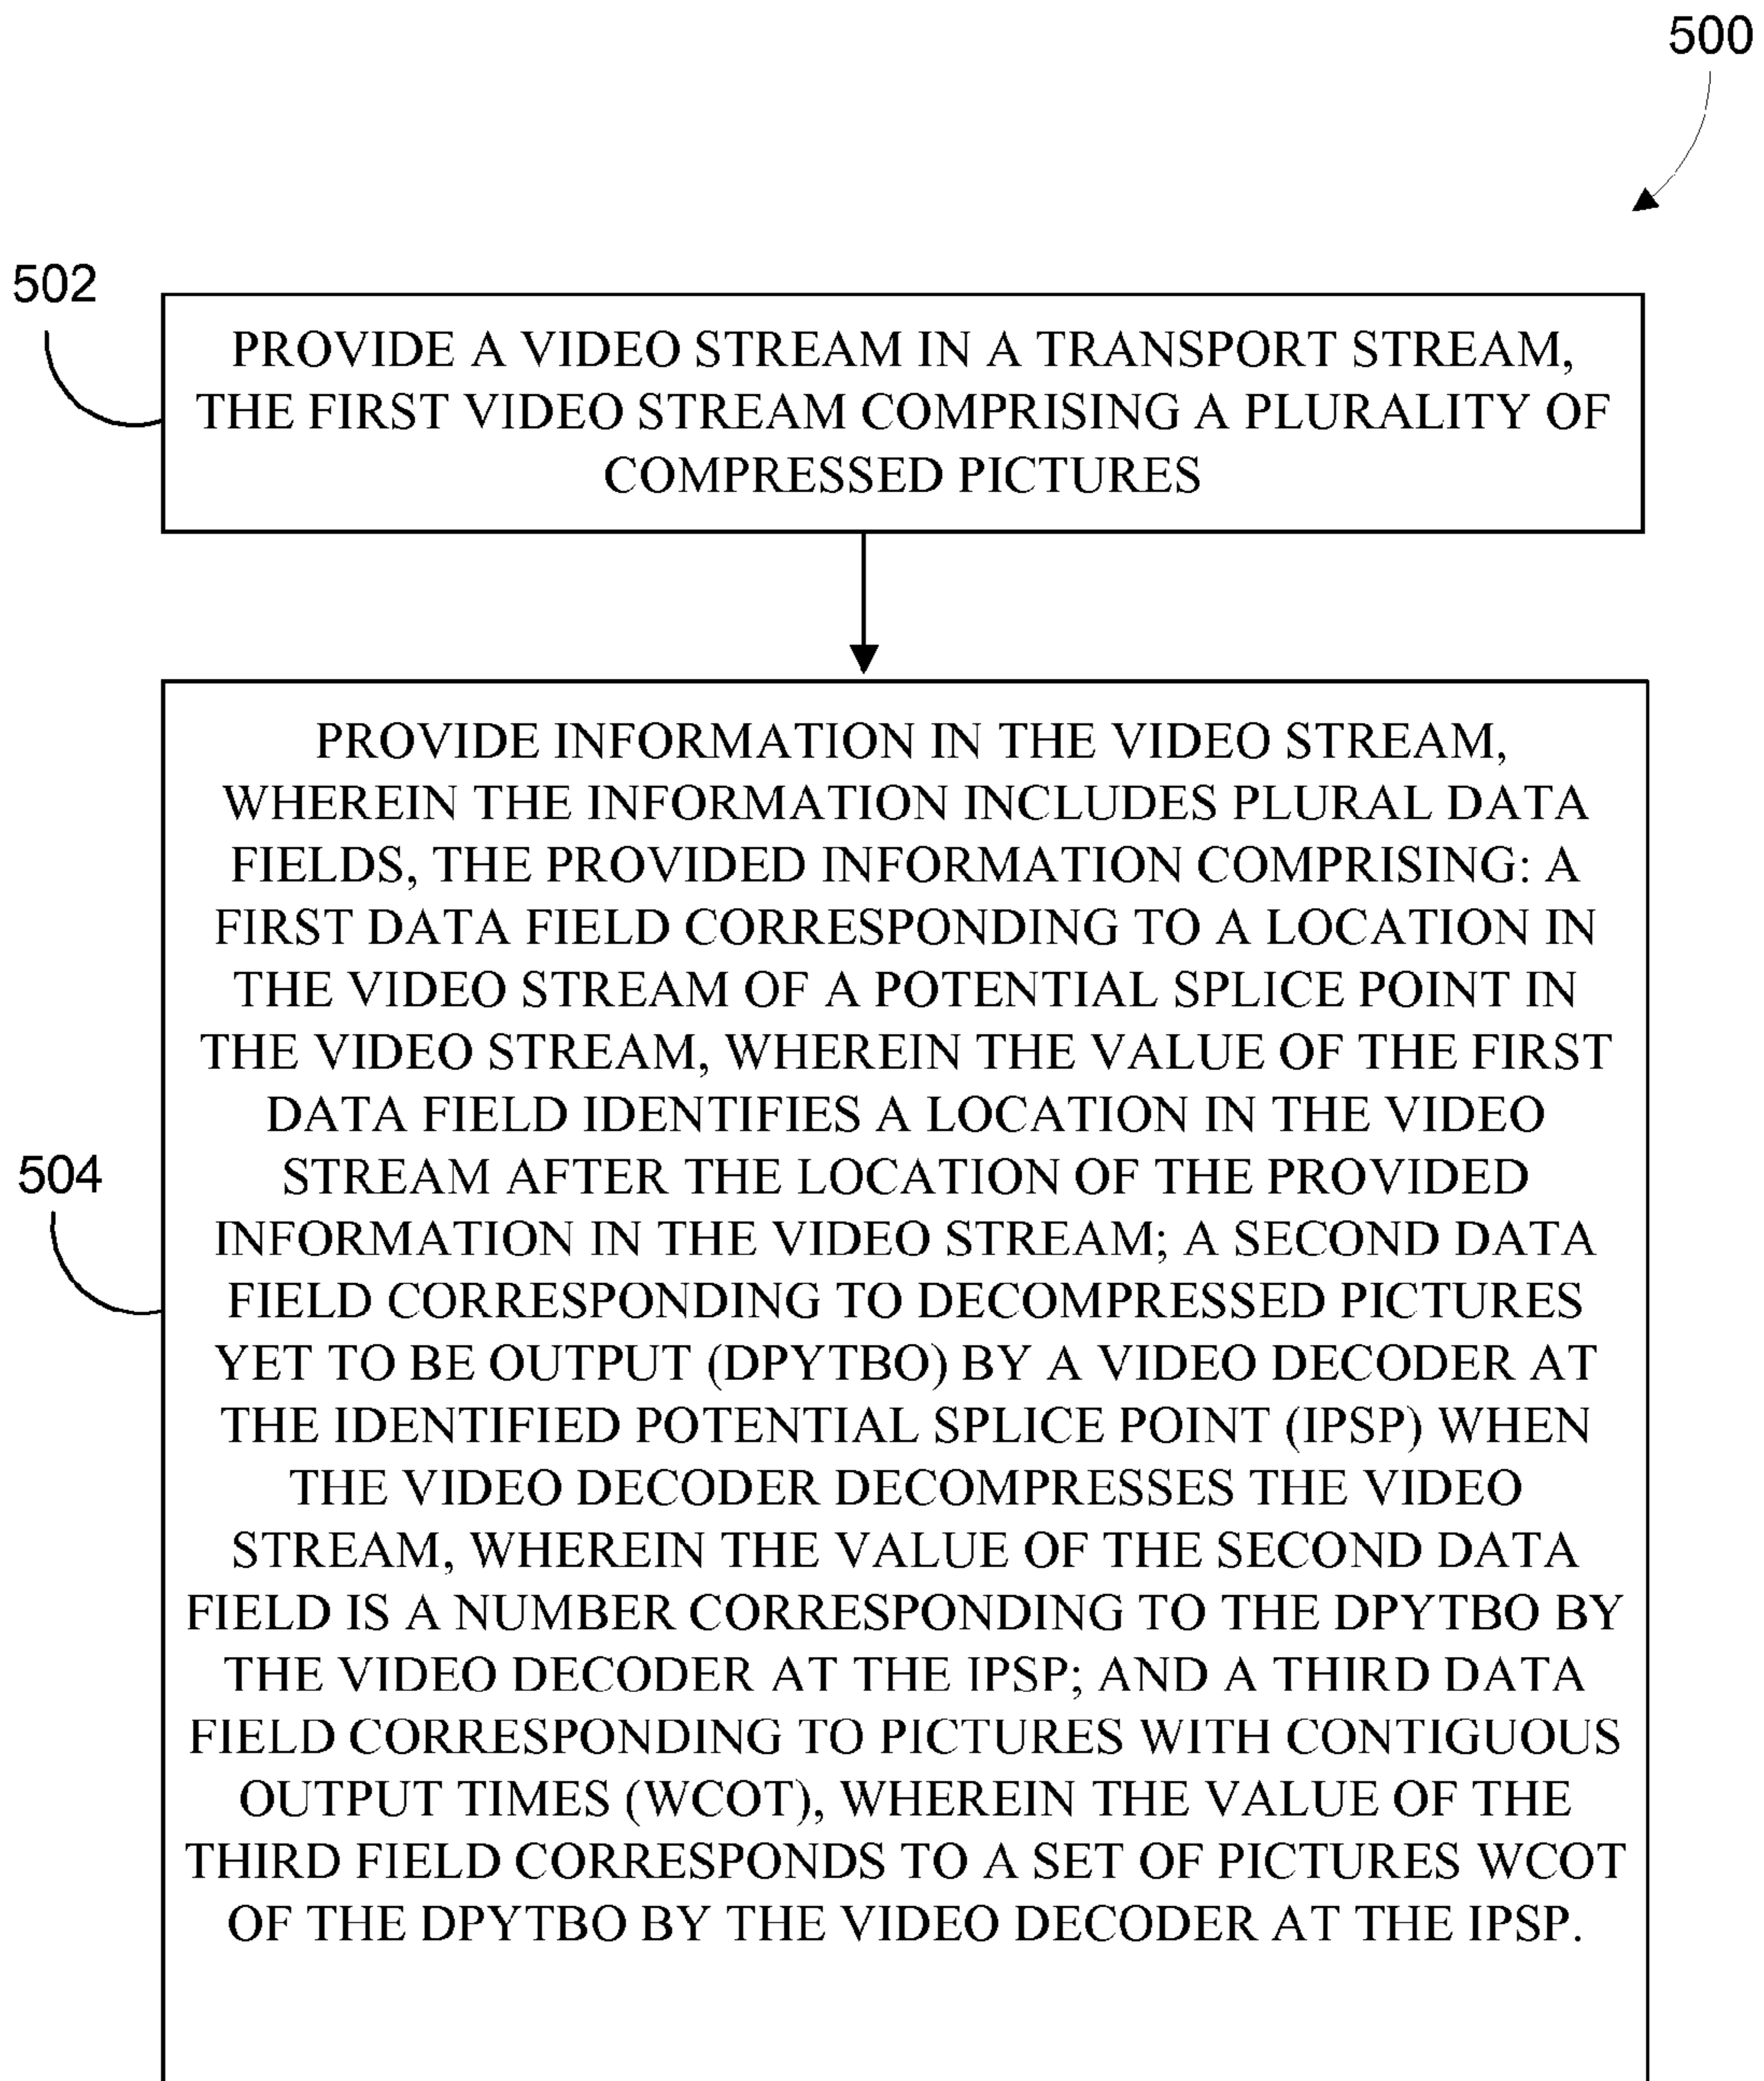 500
502
PROVIDE A VIDEO STREAM IN A TRANSPORT STREAM,
THE FIRST VIDEO STREAM COMPRISING A PLURALITY OF
COMPRESSED PICTURES
504
PROVIDE INFORMATION IN THE VIDEO STREAM,
WHEREIN THE INFORMATION INCLUDES PLURAL DATA
FIELDS, THE PROVIDED INFORMATION COMPRISING: A
FIRST DATA FIELD CORRESPONDING TO A LOCATION IN
THE VIDEO STREAM OF A POTENTIAL SPLICE POINT IN
THE VIDEO STREAM, WHEREIN THE VALUE OF THE FIRST
DATA FIELD IDENTIFIES A LOCATION IN THE VIDEO
STREAM AFTER THE LOCATION OF THE PROVIDED
INFORMATION IN THE VIDEO STREAM; A SECOND DATA
FIELD CORRESPONDING TO DECOMPRESSED PICTURES
YET TO BE OUTPUT (DPYTBO) BY A VIDEO DECODER AT
THE IDENTIFIED POTENTIAL SPLICE POINT (IPSP) WHEN
THE VIDEO DECODER DECOMPRESSES THE VIDEO
STREAM, WHEREIN THE VALUE OF THE SECOND DATA
FIELD IS A NUMBER CORRESPONDING TO THE DPYTBO BY
THE VIDEO DECODER AT THE IPSP; AND A THIRD DATA
FIELD CORRESPONDING TO PICTURES WITH CONTIGUOUS
OUTPUT TIMES (WCOT), WHEREIN THE VALUE OF THE
THIRD FIELD CORRESPONDS TO A SET OF PICTURES WCOT
OF THE DPYTBO BY THE VIDEO DECODER AT THE IPSP.